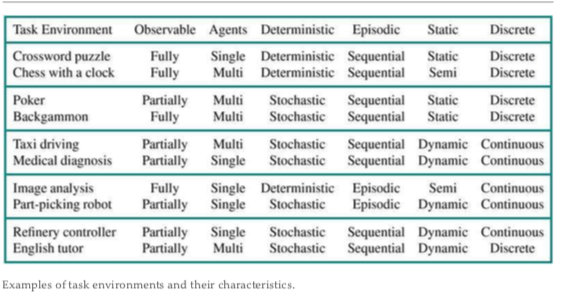 Task Environment Observable Agents Deterministic Episodic Static Discrete
Crossword puzzle Fully Single Deterministic Sequential Static Discrete
Chess with a clock Fully Multi Deterministic Sequential Semi Discrete
Poker Partially Multi Stochastic Sequential Static Discrete
Backgammon Fully Multi Stochastic Sequential Static Discrete
Taxi driving Partially Multi Stochastic Sequential Dynamic Continuous
Medical diagnosis Partially Single Stochastic Sequential Dynamic Continuous
Image analysis Fully Single Deterministic Episodic Semi Continuous
Part-picking robot Partially Single Stochastic Episodic Dynamic Continuous
Refinery controller Partially Single Stochastic Sequential Dynamic Continuous
English tutor Partially Multi Stochastic Sequential Dynamic Discrete
Examples of task environments and their characteristics.